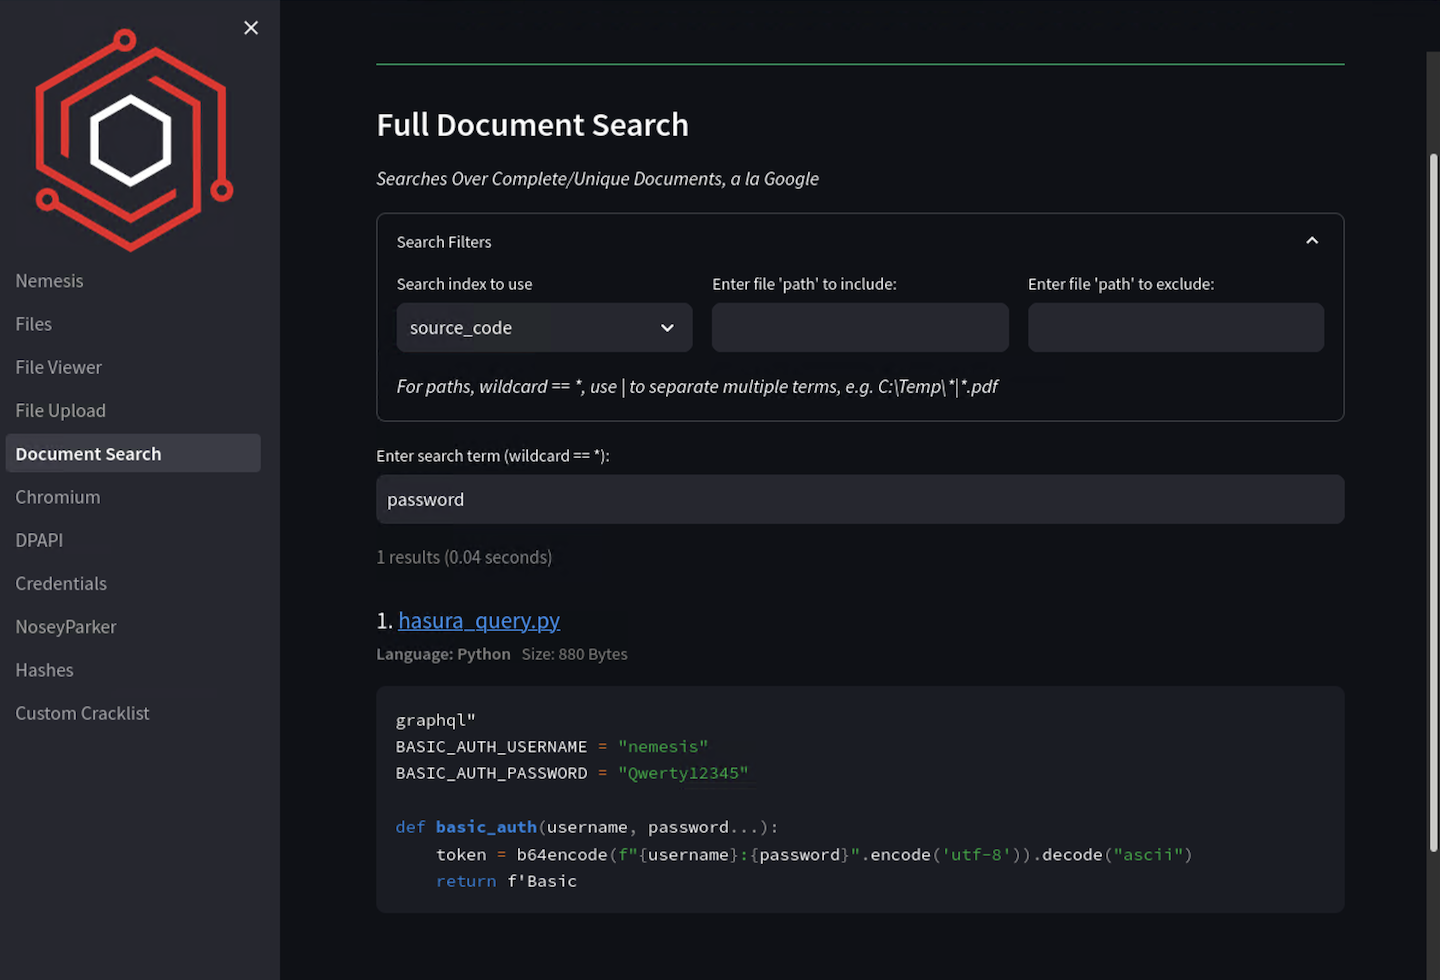 Nemesis
Files
File Viewer
File Upload
Document Search
Chromium
DPAPI
Credentials
NoseyParker
Hashes
Custom Cracklist
Full Document Search
Searches Over Complete/Unique Documents, a la Google
Search Filters
Search index to use
Enter file 'path' to include:
Enter file 'path' to exclude:
source_code
For paths, wildcard == *, use | to separate multiple terms, e.g. C:\Temp\*|*.pdf
Enter search term (wildcard == *):
password
1 results (0.04 seconds)
1. hasura_query.py
Language: Python Size: 880 Bytes
graphql"
BASIC_AUTH_USERNAME = "nemesis"
BASIC_AUTH_PASSWORD = "Qwerty12345"
def basic_auth(username, password...):
token = b64encode(f"{username}:{password}".encode('utf-8')).decode("ascii")
return f'Basic